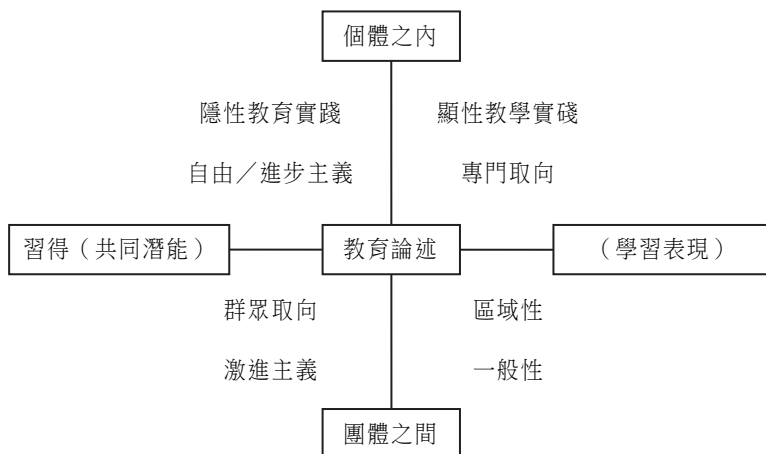 個體之內
隱性教育實踐 顯性教學實礙
自由／進步主義 專門取向
習得（共同潛能） 教育論述 （學習表現）
群眾取向 區域性
激進主義 一般性
團體之間